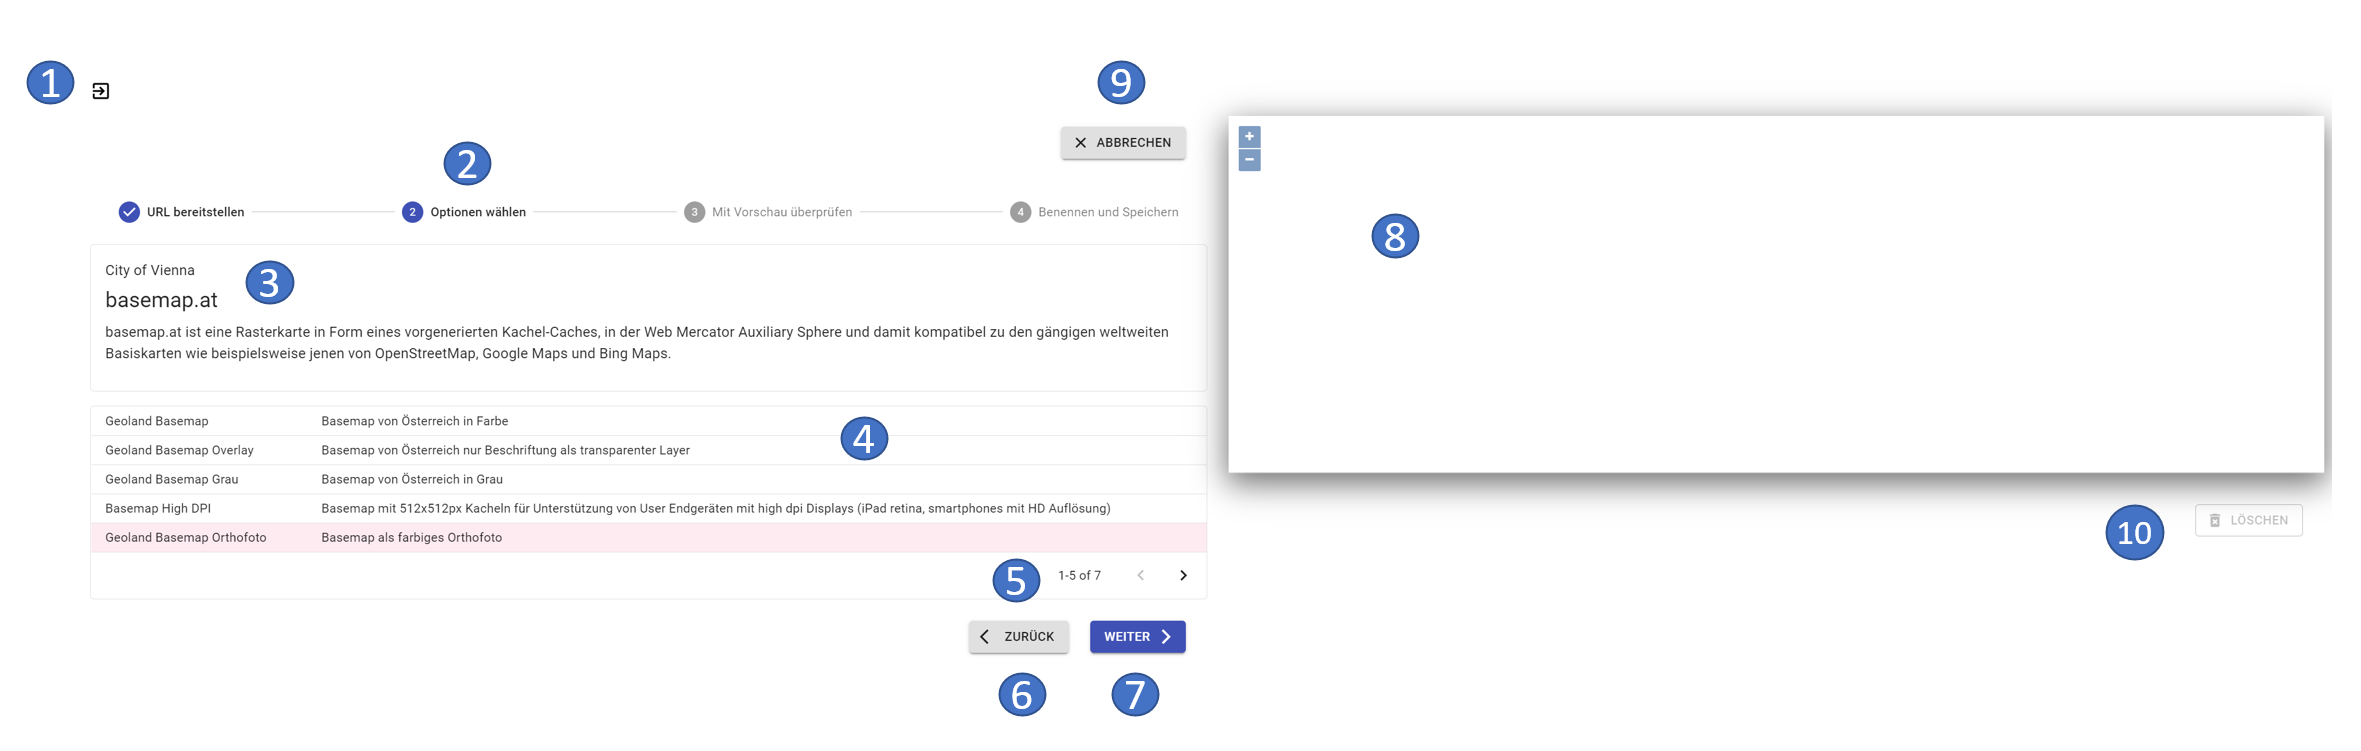 1
9
ABBRECHEN
2
URL bereitstellen
2 Optionen wählen
3 Mit Vorschau überprüfen
4 Benennen und Speichern
City of Vienna
3
basemap.at
basemap.at ist eine Rasterkarte in Form eines vorgenerierten Kachel-Caches, in der Web Mercator Auxiliary Sphere und damit kompatibel zu den gängigen weltweiten
Basiskarten wie beispielsweise jenen von OpenStreetMap, Google Maps und Bing Maps.
Geoland Basemap Basemap von Österreich in Farbe
4
Geoland Basemap Overlay Basemap von Österreich nur Beschriftung als transparenter Layer
Geoland Basemap Grau Basemap von Österreich in Grau
Basemap High DPI Basemap mit 512x512px Kacheln für Unterstützung von User Endgeräten mit high dpi Displays (iPad retina, smartphones mit HD Auflösung)
Geoland Basemap Orthofoto Basemap als farbiges Orthofoto
5
1-5 of 7
ZURÜCK
WEITER
6
7
+
−
8
10
LÖSCHEN